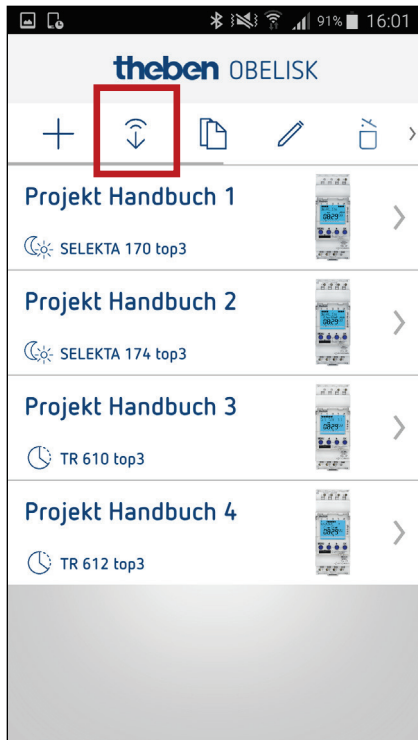 91% 16:01
theben OBELISK
Projekt Handbuch 1
SELEKTA 170 top3
Projekt Handbuch 2
SELEKTA 174 top3
Projekt Handbuch 3
TR 610 top3
Projekt Handbuch 4
TR 612 top3